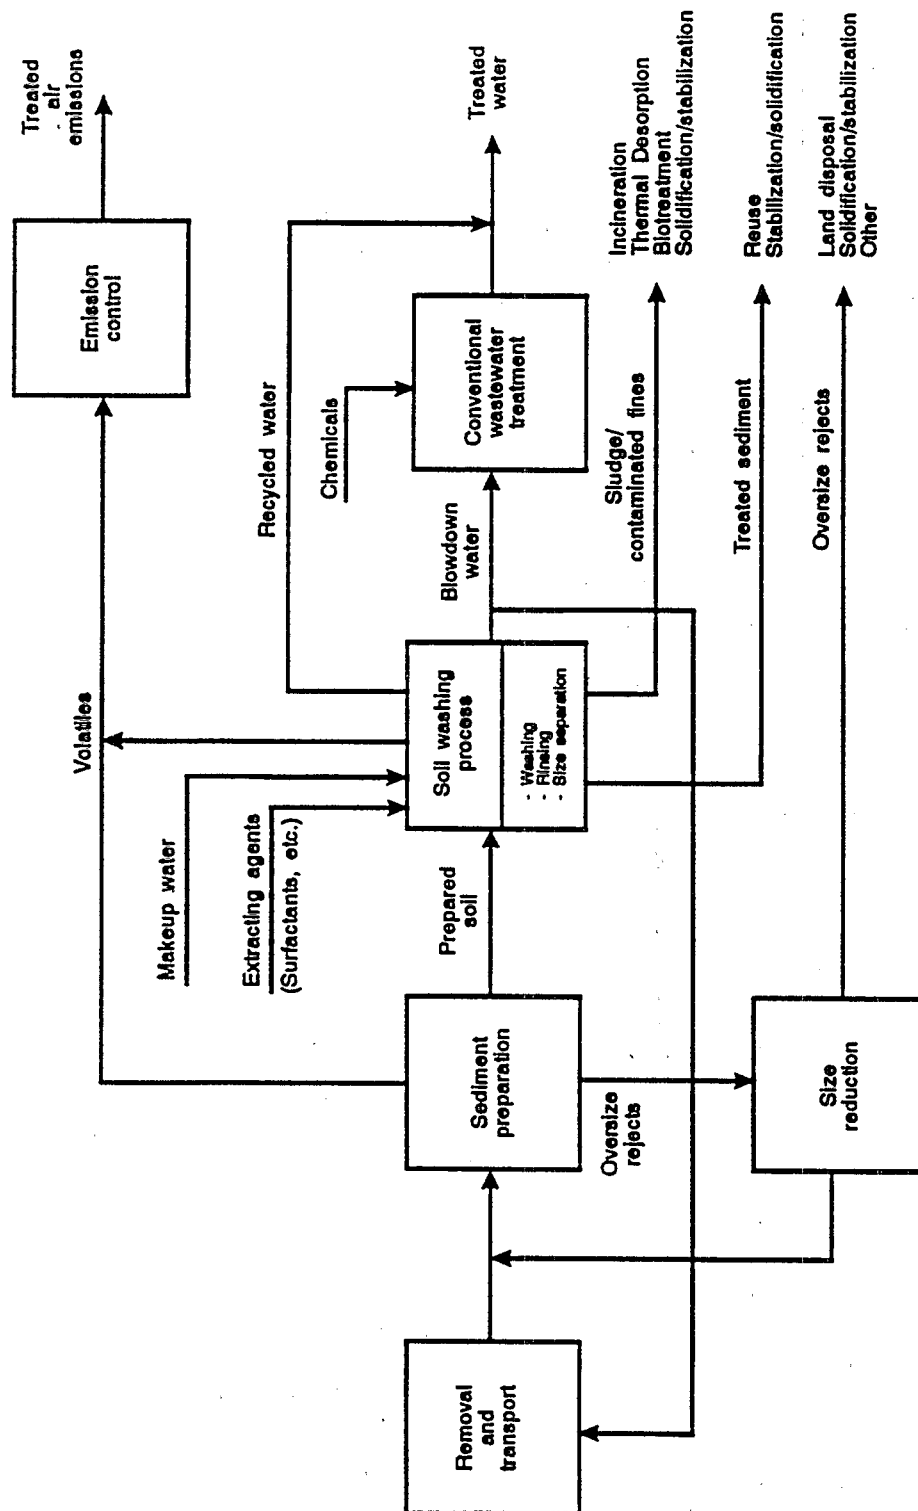 Treated
air
emissions
Emission
control
Volatiles
Recycled water
Treated
water
Makeup water
Extracting agents
(Surfactants, etc.)
Chemicals
Removal
and
transport
Sediment
preparation
Prepared
soil
Soil washing
process
- Washing
- Rinsing
- Size separation
Blowdown
water
Conventional
wastewater
treatment
Oversize
rejects
Sludge/
contaminated fines
Incineration
Thermal Desorption
Biotreatment
Solidification/stabilization
Treated sediment
Reuse
Stabilization/solidification
Size
reduction
Oversize rejects
Land disposal
Solidification/stabilization
Other